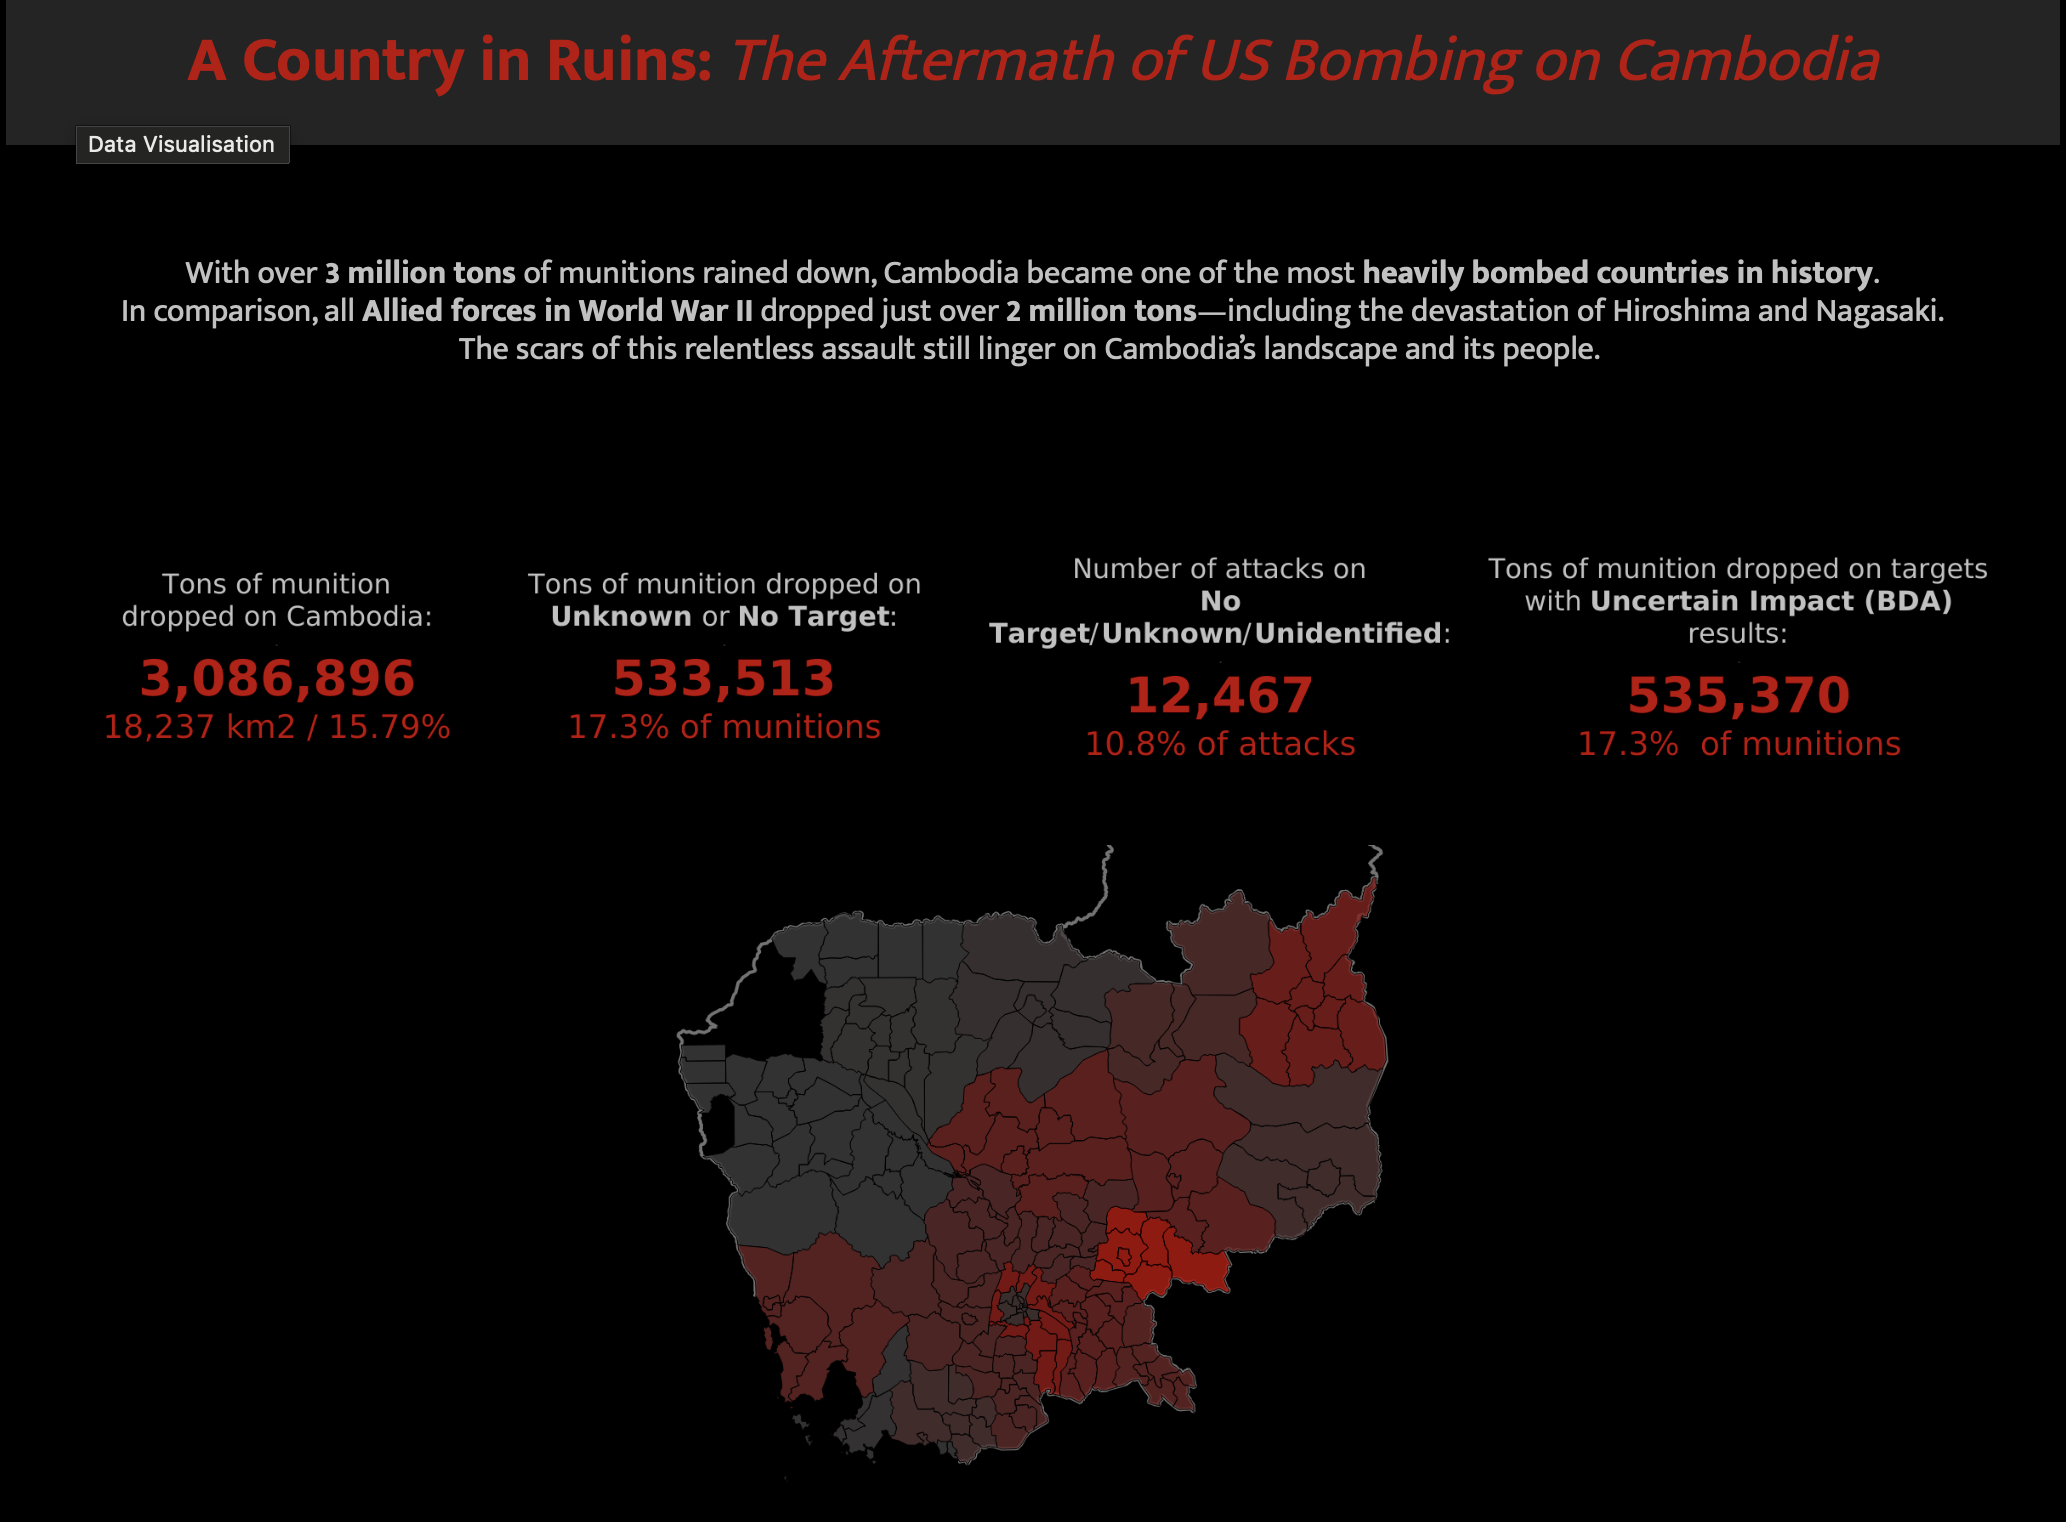 A Country in Ruins: The Aftermath of US Bombing on Cambodia
Data Visualisation
With over 3 million tons of munitions rained down, Cambodia became one of the most heavily bombed countries in history.
In comparison, all Allied forces in World War II dropped just over 2 million tons—including the devastation of Hiroshima and Nagasaki.
The scars of this relentless assault still linger on Cambodia’s landscape and its people.
Tons of munition
dropped on Cambodia:
3,086,896
18,237 km2 / 15.79%
Tons of munition dropped on
Unknown or No Target:
533,513
17.3% of munitions
Number of attacks on
No
Target/Unknown/Unidentified:
12,467
10.8% of attacks
Tons of munition dropped on targets
with Uncertain Impact (BDA)
results:
535,370
17.3%  of munitions